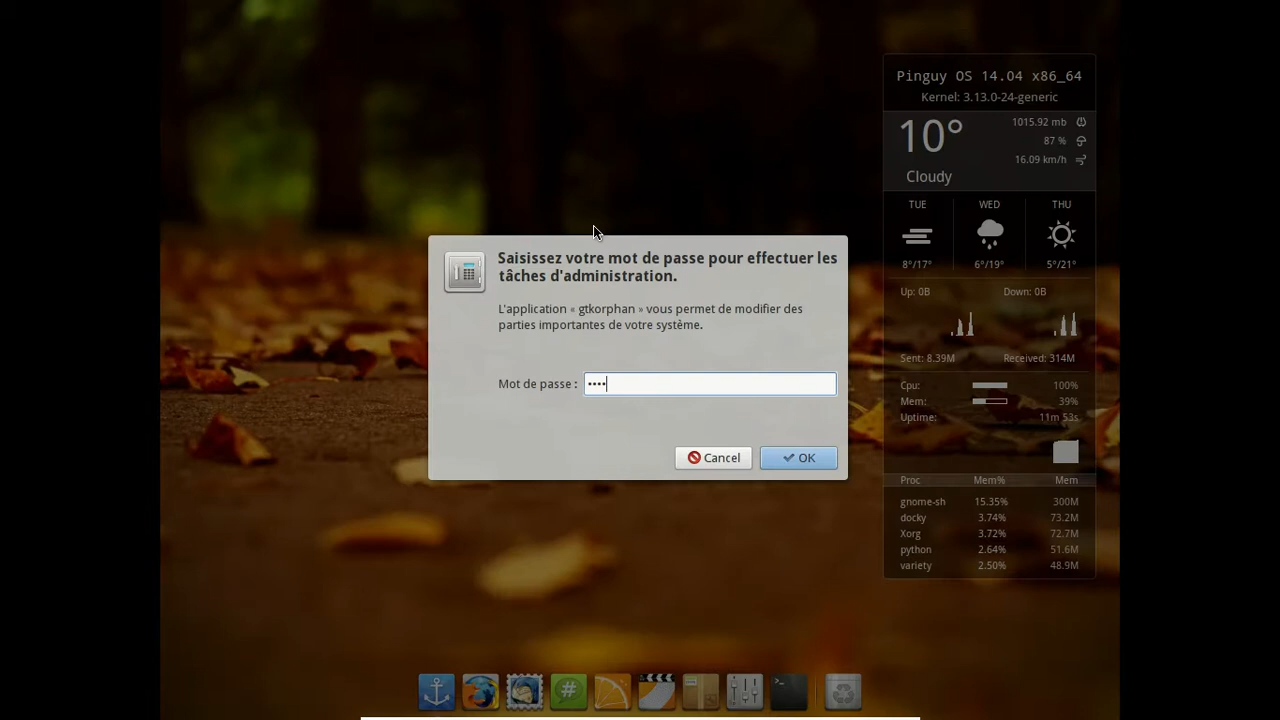 Pinguy OS 14.04 x86_64
Kernel: 3.13.0-24-generic
10°
1015.92 mb
87 %
16.09 km/h
Cloudy
TUE WED THU
8°/17° 6°/19° 5°/21°
Up: 0B Down: 0B
Sent: 8.39M Received: 314M
Cpu: 100%
Mem: 39%
Uptime: 11m 53s
Proc Mem% Mem
gnome-sh 15.35% 300M
docky 3.74% 73.2M
Xorg 3.72% 72.7M
python 2.64% 51.6M
variety 2.50% 48.9M
Saisissez votre mot de passe pour effectuer les
tâches d'administration.
L'application « gtkorphan » vous permet de modifier des
parties importantes de votre système.
Mot de passe : ••••
Cancel OK
#
>_